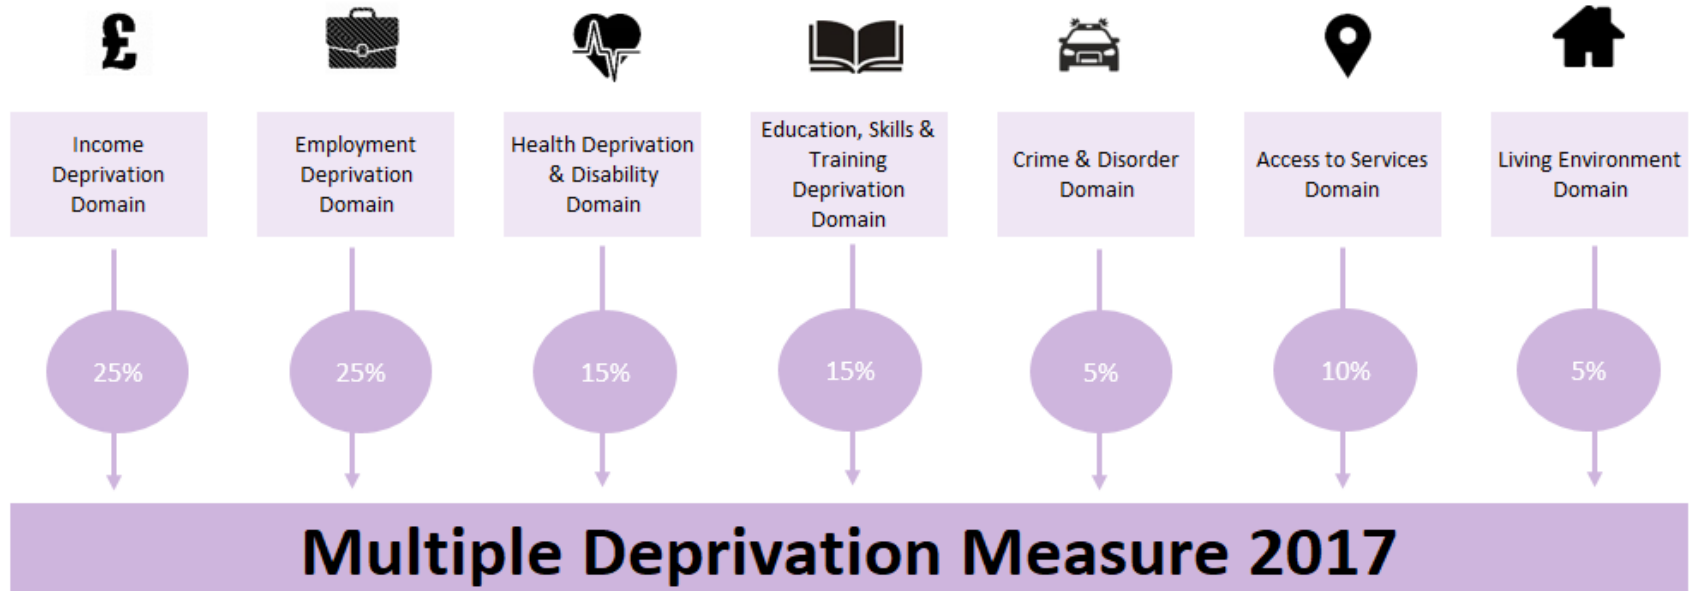 £
Income
Deprivation
Domain
Employment
Deprivation
Domain
Health Deprivation
& Disability
Domain
Education, Skills &
Training
Deprivation
Domain
Crime & Disorder
Domain
Access to Services
Domain
Living Environment
Domain
25%
25%
15%
15%
5%
10%
5%
Multiple Deprivation Measure 2017